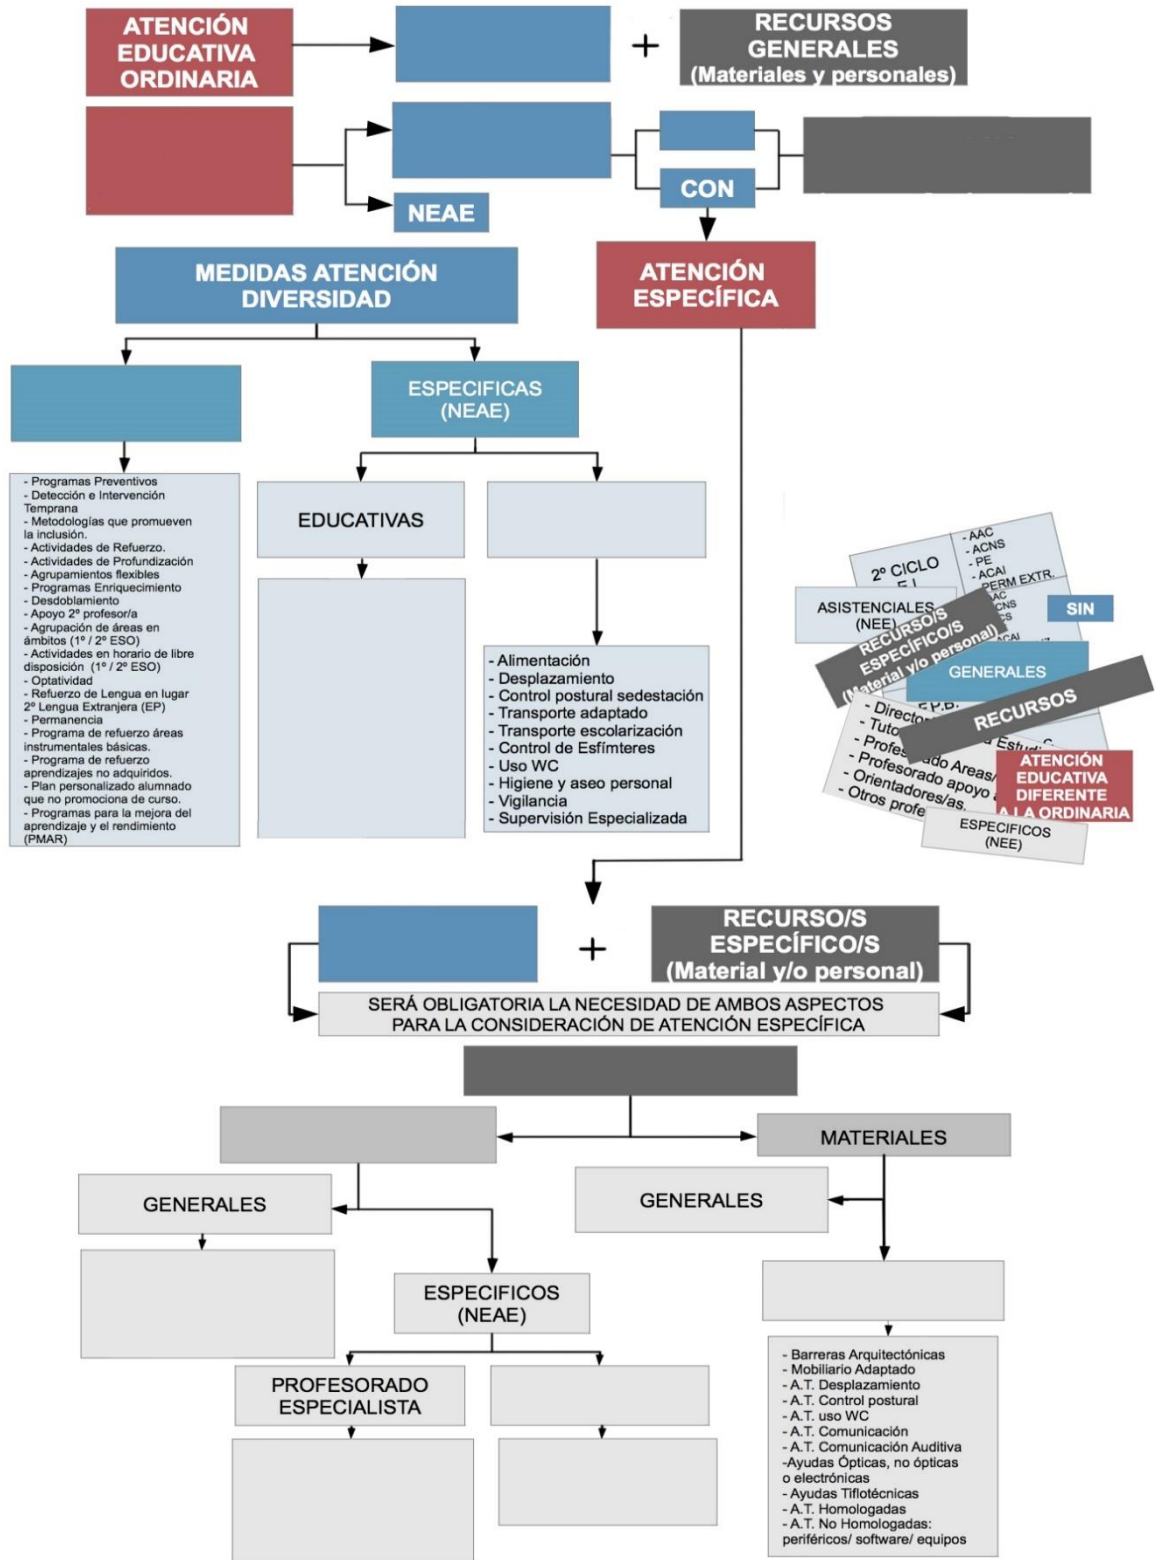 ATENCIÓN
EDUCATIVA
ORDINARIA
+
RECURSOS
GENERALES
(Materiales y personales)
CON
NEAE
MEDIDAS ATENCIÓN
DIVERSIDAD
ATENCIÓN
ESPECÍFICA
ESPECIFICAS
(NEAE)
- Programas Preventivos
- Detección e Intervención
Temprana
- Metodologías que promueven
la inclusión.
- Actividades de Refuerzo.
- Actividades de Profundización
- Agrupamientos flexibles
- Programas Enriquecimiento
- Desdoblamiento
- Apoyo 2º profesor/a
- Agrupación de áreas en
ámbitos (1º / 2º ESO)
- Actividades en horario de libre
disposición (1º / 2º ESO)
- Optatividad
- Refuerzo de Lengua en lugar
2º Lengua Extranjera (EP)
- Permanencia
- Programa de refuerzo áreas
instrumentales básicas.
- Programa de refuerzo
aprendizajes no adquiridos.
- Plan personalizado alumnado
que no promociona de curso.
- Programas para la mejora del
aprendizaje y el rendimiento
(PMAR)
EDUCATIVAS
- Alimentación
- Desplazamiento
- Control postural sedestación
- Transporte adaptado
- Transporte escolarización
- Control de Esfímteres
- Uso WC
- Higiene y aseo personal
- Vigilancia
- Supervisión Especializada
2º CICLO
- AAC
- ACNS
- PE
- ACAI
PERM EXTR.
ASISTENCIALES
(NEE)
SIN
RECURSO/S
ESPECÍFICO/S
(Material y/o personal)
GENERALES
RECURSOS
- Director
- Profesorado Areas/
- Profesorado apoyo
- Orientadores/as.
- Otros
ATENCIÓN
EDUCATIVA
DIFERENTE
A LA ORDINARIA
ESPECIFICOS
(NEE)
+
RECURSO/S
ESPECÍFICO/S
(Material y/o personal)
SERÁ OBLIGATORIA LA NECESIDAD DE AMBOS ASPECTOS
PARA LA CONSIDERACIÓN DE ATENCIÓN ESPECÍFICA
MATERIALES
GENERALES
GENERALES
ESPECIFICOS
(NEAE)
PROFESORADO
ESPECIALISTA
- Barreras Arquitectónicas
- Mobiliario Adaptado
- A.T. Desplazamiento
- A.T. Control postural
- A.T. uso WC
- A.T. Comunicación
- A.T. Comunicación Auditiva
-Ayudas Ópticas, no ópticas
o electrónicas
- Ayudas Tiflotécnicas
- A.T. Homologadas
- A.T. No Homologadas:
periféricos/ software/ equipos